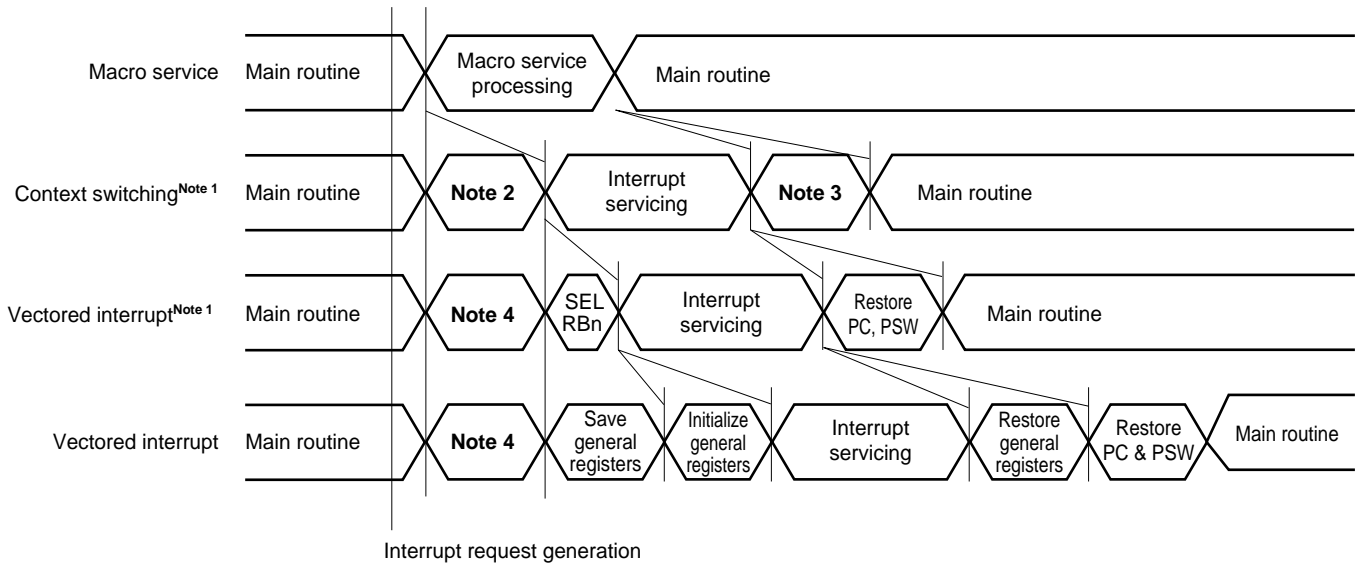 Macro service
Main routine
Macro service
processing
Main routine
Context switching Note 1
Main routine
Note 2
Interrupt
servicing
Note 3
Main routine
Vectored interrupt Note 1
Main routine
Note 4
SEL
RBn
Interrupt
servicing
Restore
PC, PSW
Main routine
Vectored interrupt
Main routine
Note 4
Save
general
registers
Initialize
general
registers
Interrupt
servicing
Restore
general
registers
Restore
PC & PSW
Main routine
Interrupt request generation